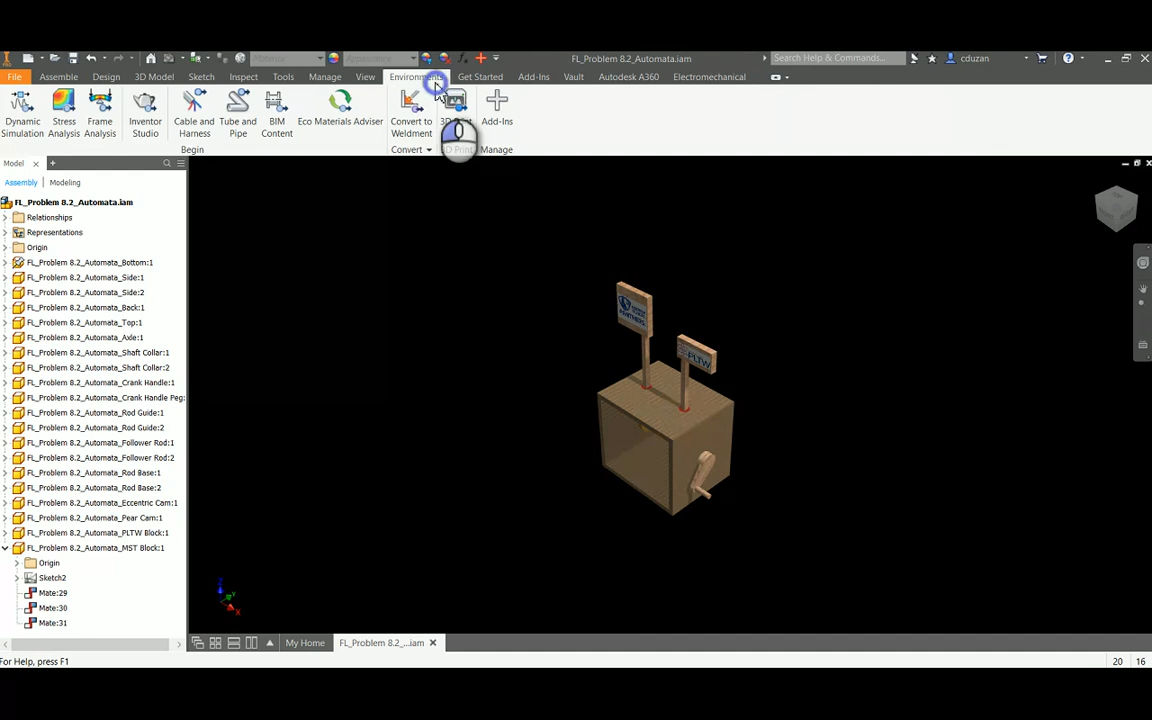 Material
Appearance
FL_Problem 8.2_Automata.iam
Search Help & Commands...
cduzan
File
Assemble
Design
3D Model
Sketch
Inspect
Tools
Manage
View
Environments
Get Started
Add-Ins
Vault
Autodesk A360
Electromechanical
Dynamic Simulation
Stress Analysis
Frame Analysis
Inventor Studio
Cable and Harness
Tube and Pipe
BIM Content
Eco Materials Adviser
Convert to Weldment
3D Print
Add-Ins
Begin
Convert
3D Print
Manage
Model
Assembly
Modeling
FL_Problem 8.2_Automata.iam
Relationships
Representations
Origin
FL_Problem 8.2_Automata_Bottom:1
FL_Problem 8.2_Automata_Side:1
FL_Problem 8.2_Automata_Side:2
FL_Problem 8.2_Automata_Back:1
FL_Problem 8.2_Automata_Top:1
FL_Problem 8.2_Automata_Axle:1
FL_Problem 8.2_Automata_Shaft Collar:1
FL_Problem 8.2_Automata_Shaft Collar:2
FL_Problem 8.2_Automata_Crank Handle:1
FL_Problem 8.2_Automata_Crank Handle Peg:
FL_Problem 8.2_Automata_Rod Guide:1
FL_Problem 8.2_Automata_Rod Guide:2
FL_Problem 8.2_Automata_Follower Rod:1
FL_Problem 8.2_Automata_Follower Rod:2
FL_Problem 8.2_Automata_Rod Base:1
FL_Problem 8.2_Automata_Rod Base:2
FL_Problem 8.2_Automata_Eccentric Cam:1
FL_Problem 8.2_Automata_Pear Cam:1
FL_Problem 8.2_Automata_PLTW Block:1
FL_Problem 8.2_Automata_MST Block:1
Origin
Sketch2
Mate:29
Mate:30
Mate:31
PANTHERS
PLTW
Z
Y
X
My Home
FL_Problem 8.2_...iam
For Help, press F1
20
16